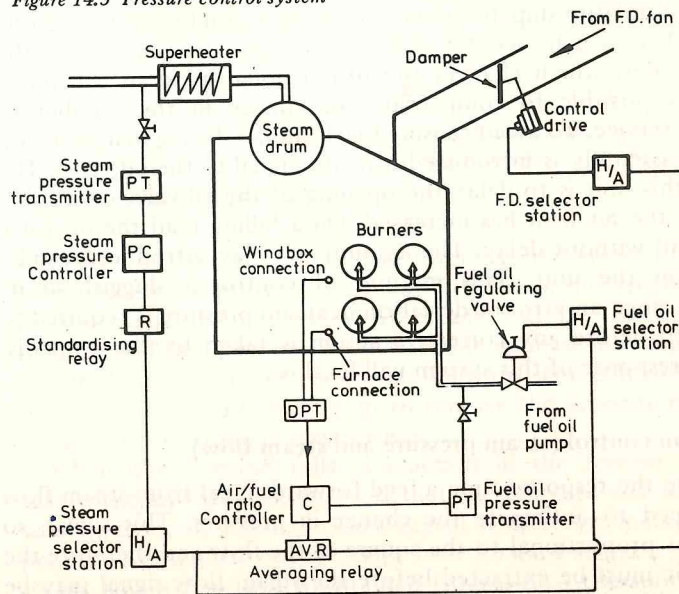 Figure 14.5 Pressure control system
From F.D. fan
Superheater
Damper
Steam
drum
Control
drive
Steam
pressure
transmitter
PT
H/A
F.D. selector
station
Steam
pressure
Controller
PC
Windbox
connection
Burners
Fuel oil
regulating
valve
Standardising
relay
R
H/A
Fuel oil
selector
station
Furnace
connection
DPT
From
fuel oil
pump
Air/fuel
ratio
Controller
C
PT
Fuel oil
pressure
transmitter
Steam
pressure
selector
station
H/A
AV.R
Averaging relay